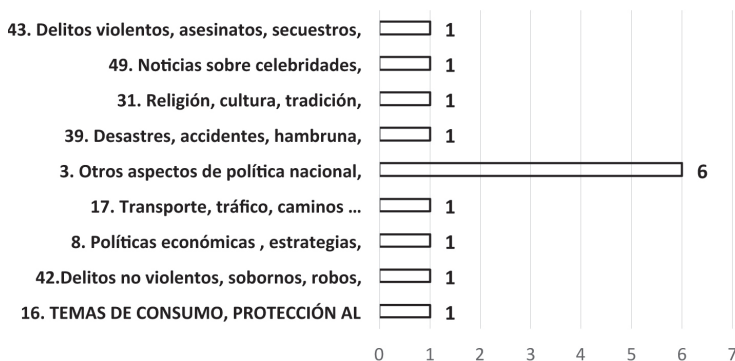 43. Delitos violentos, asesinatos, secuestros, 1
49. Noticias sobre celebridades, 1
31. Religión, cultura, tradición, 1
39. Desastres, accidentes, hambruna, 1
3. Otros aspectos de política nacional, 6
17. Transporte, tráfico, caminos ... 1
8. Políticas económicas , estrategias, 1
42.Delitos no violentos, sobornos, robos, 1
16. TEMAS DE CONSUMO, PROTECCIÓN AL 1
0 1 2 3 4 5 6 7